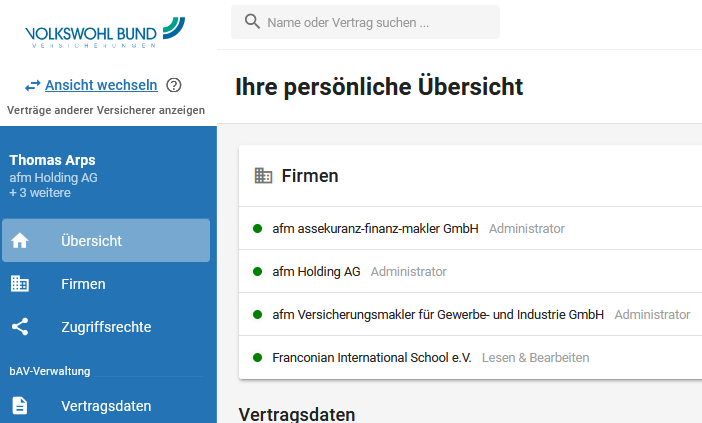 VOLKSWOHL BUND
VERSICHERUNGEN
Ansicht wechseln
Verträge anderer Versicherer anzeigen
Thomas Arps
afm Holding AG
+ 3 weitere
Übersicht
Firmen
Zugriffsrechte
bAV-Verwaltung
Vertragsdaten
Name oder Vertrag suchen ...
Ihre persönliche Übersicht
Firmen
afm assekuranz-finanz-makler GmbH Administrator
afm Holding AG Administrator
afm Versicherungsmakler für Gewerbe- und Industrie GmbH Administrator
Franconian International School e.V. Lesen & Bearbeiten
Vertragsdaten